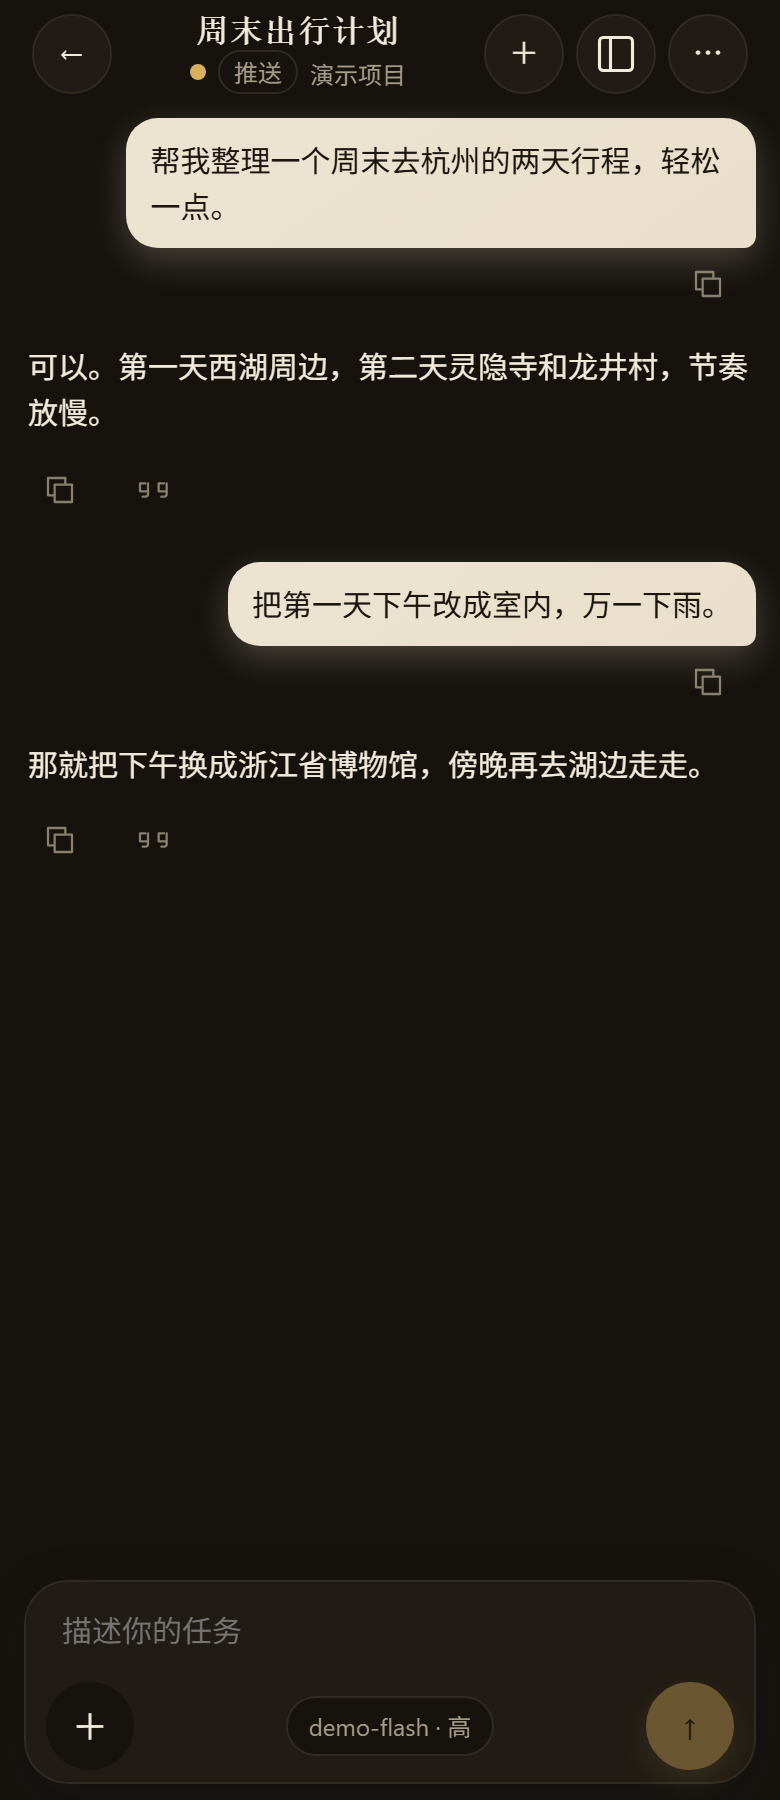 ←
周末出行计划
推送 演示项目
+
...
帮我整理一个周末去杭州的两天行程，轻松
一点。
可以。第一天西湖周边，第二天灵隐寺和龙井村，节奏
放慢。
把第一天下午改成室内，万一下雨。
那就把下午换成浙江省博物馆，傍晚再去湖边走走。
描述你的任务
+
demo-flash · 高
↑